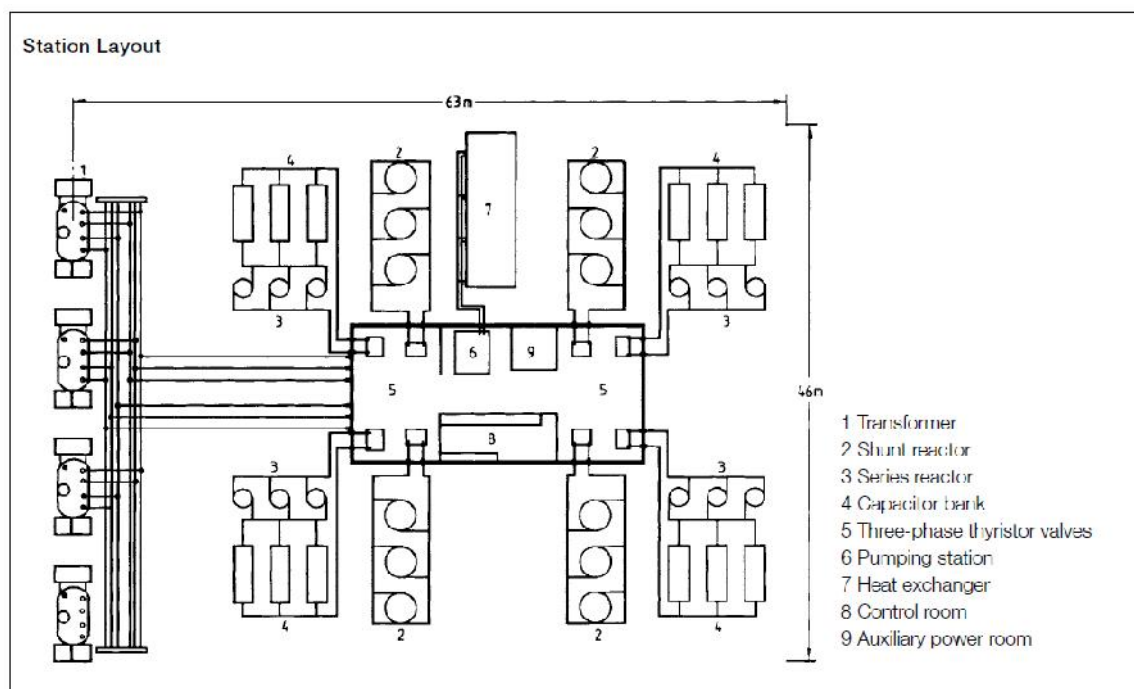 Station Layout
63m
1
4
2
2
4
7
3
3
6
9
5
5
46m
8
3
3
4
2
2
4
1 Transformer
2 Shunt reactor
3 Series reactor
4 Capacitor bank
5 Three-phase thyristor valves
6 Pumping station
7 Heat exchanger
8 Control room
9 Auxiliary power room